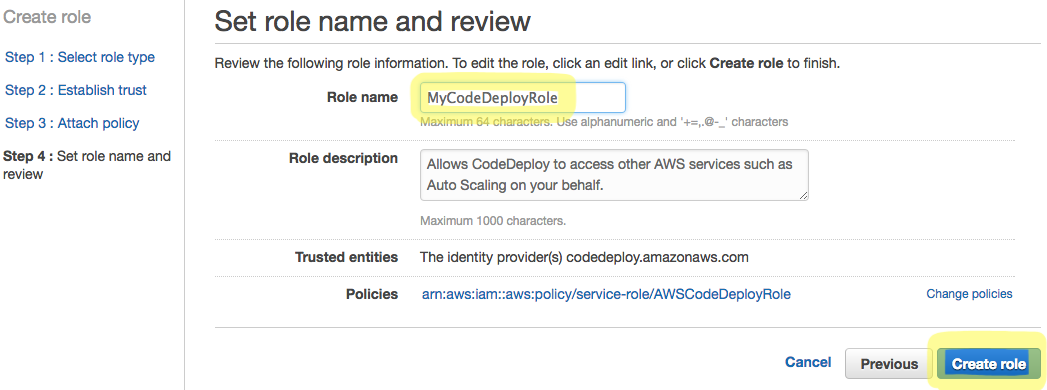 Create role
Step 1 : Select role type
Step 2 : Establish trust
Step 3 : Attach policy
Step 4 : Set role name and
review
Set role name and review
Review the following role information. To edit the role, click an edit link, or click Create role to finish.
Role name
MyCodeDeployRole
Maximum 64 characters. Use alphanumeric and '+=,.@-_' characters
Role description
Allows CodeDeploy to access other AWS services such as
Auto Scaling on your behalf.
Maximum 1000 characters.
Trusted entities
The identity provider(s) codedeploy.amazonaws.com
Policies
arn:aws:iam::aws:policy/service-role/AWSCodeDeployRole
Change policies
Cancel
Previous
Create role